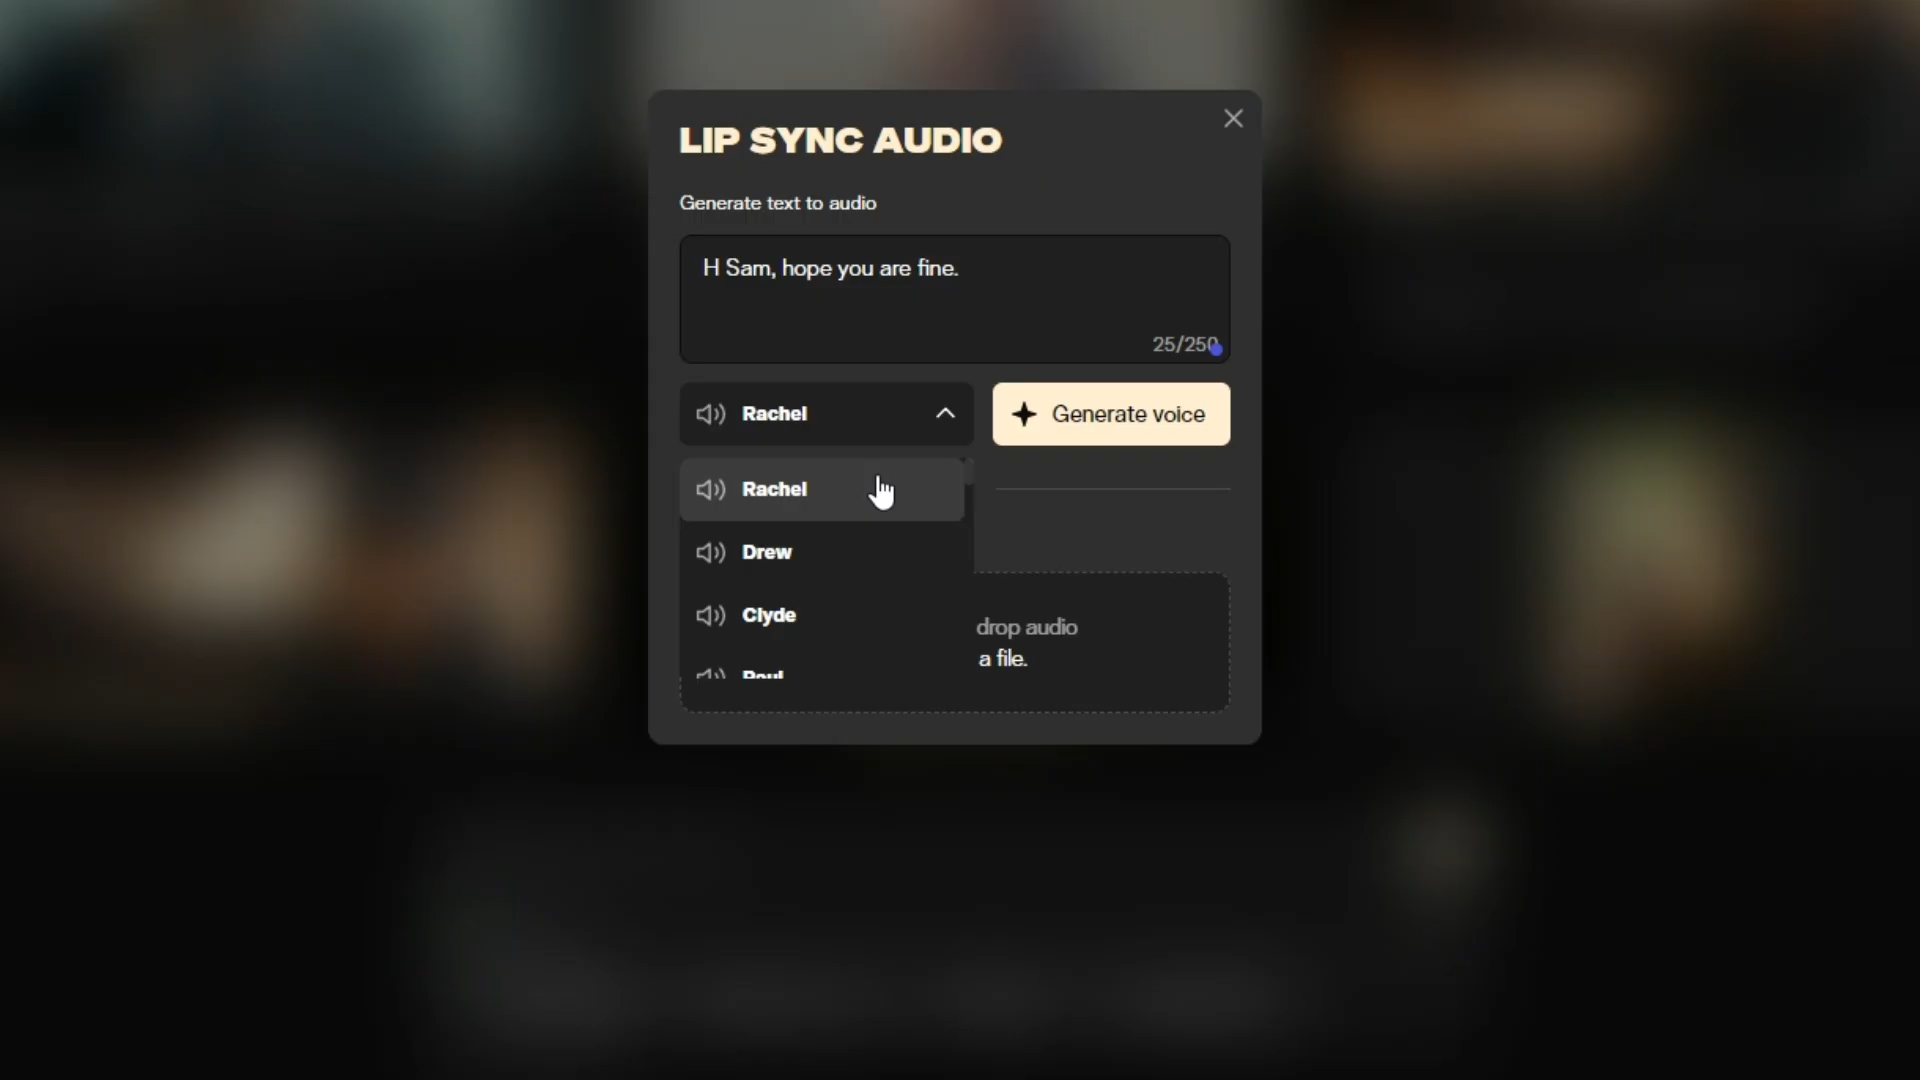 LIP SYNC AUDIO
Generate text to audio
H Sam, hope you are fine.
25/250
Rachel
Generate voice
Rachel
Drew
Clyde
drop audio
Paul
a file.